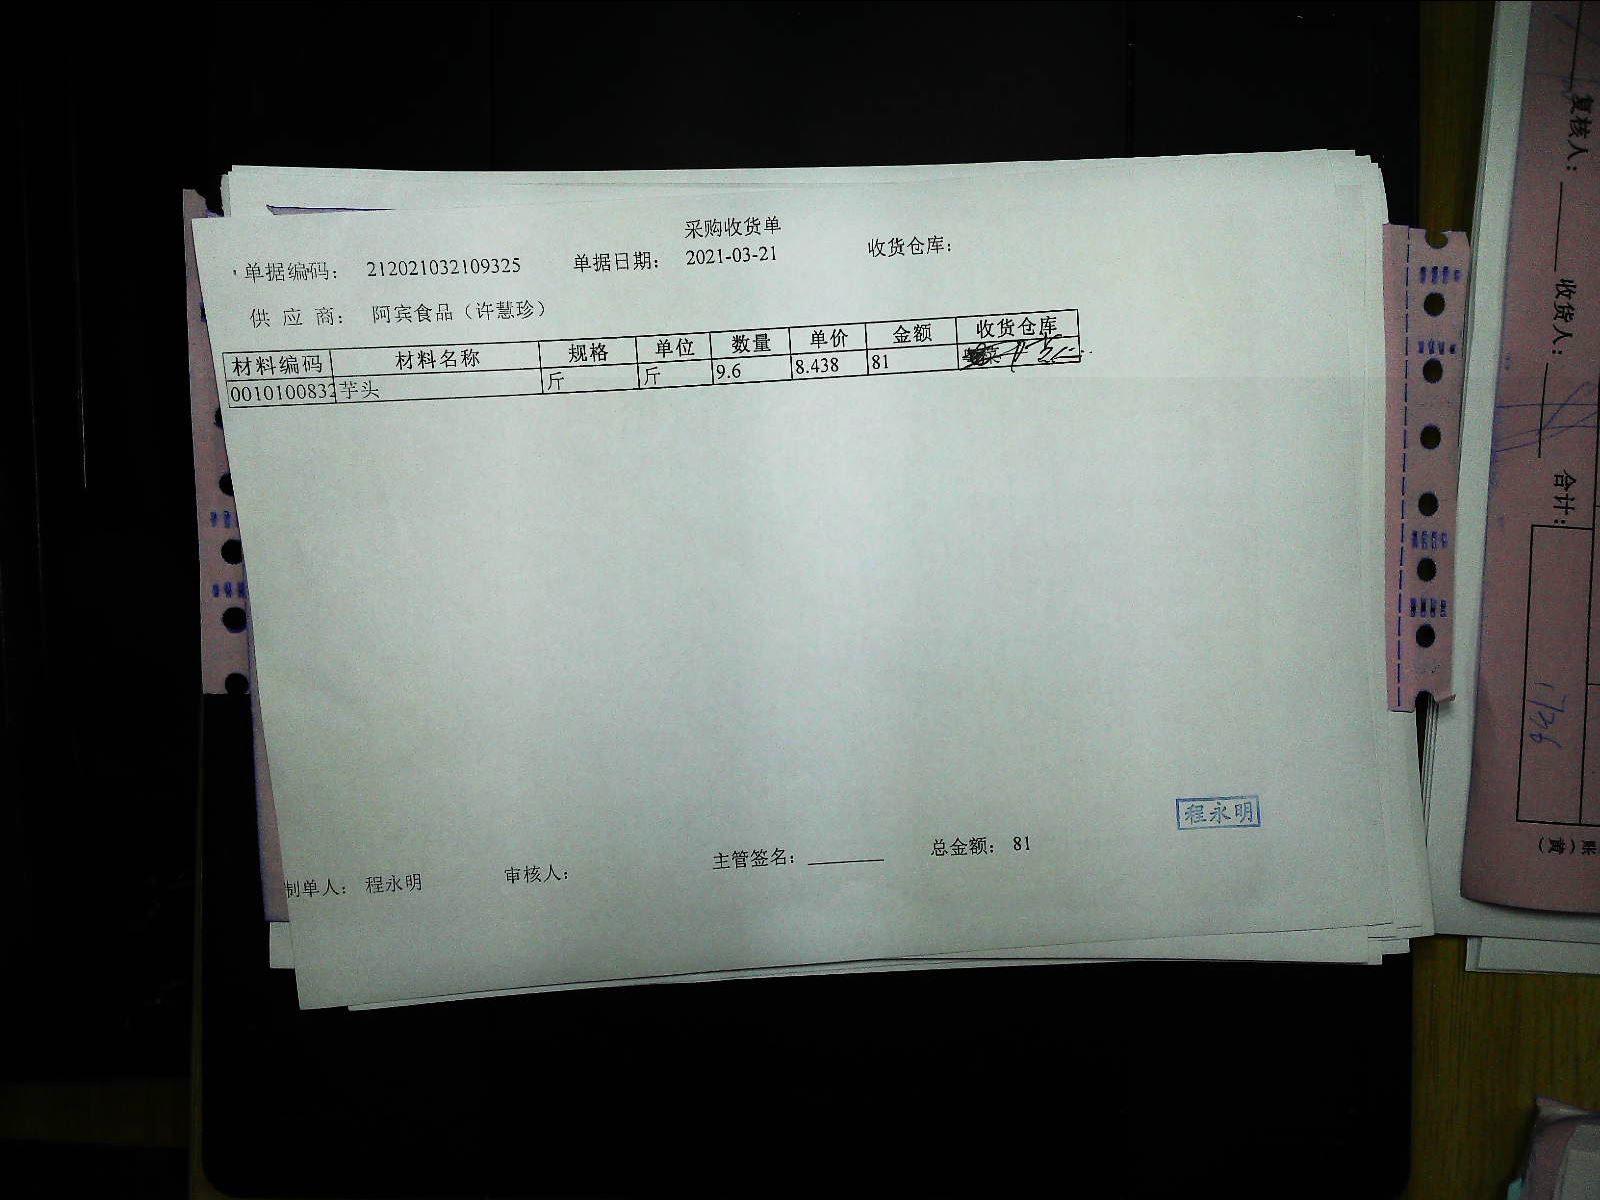 采购收货单
单据编码： 212021032109325 单据日期： 2021-03-21 收货仓库：
供 应 商： 阿宾食品（许慧珍）
材料编码 材料名称 规格 单位 数量 单价 金额 收货仓库
0010100832 芋头 斤 斤 9.6 8.438 81
制单人： 程永明 审核人： 主管签名： ________ 总金额： 81
程永明
复核人：
收货人：
合计：
账（黄）